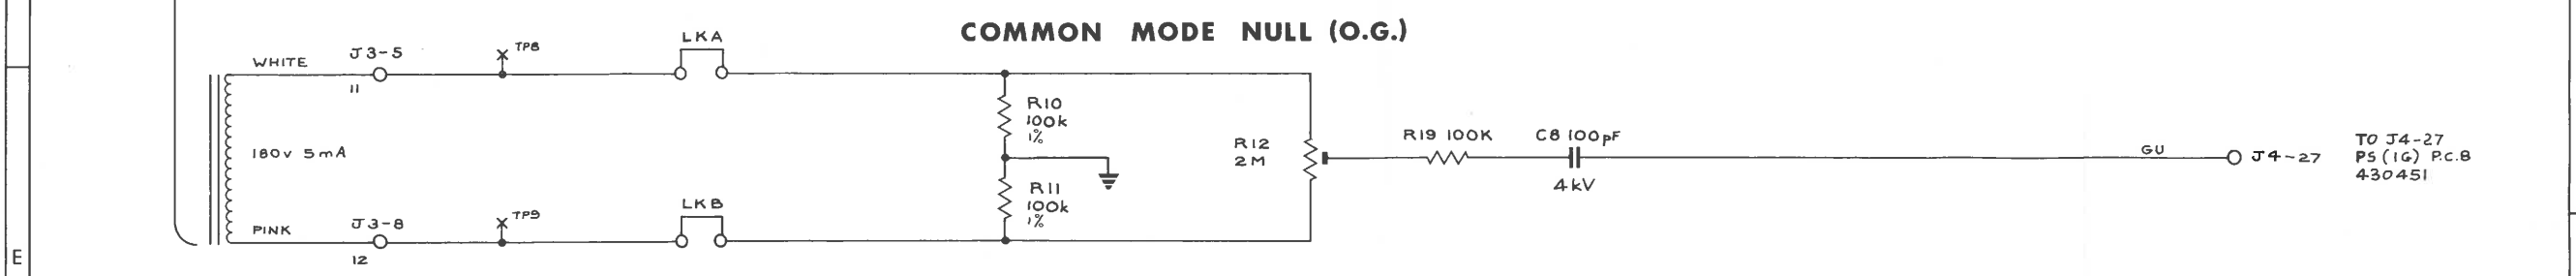 COMMON MODE NULL (O.G.)
WHITE
J3-5
11
TP8
LKA
180v 5mA
R10
100k
1%
R11
100k
1%
R12
2M
R19 100K
C8 100pF
4kV
GU
J4-27
TO J4-27
PS (IG) P.C.B
430451
PINK
J3-8
12
TP9
LKB
E